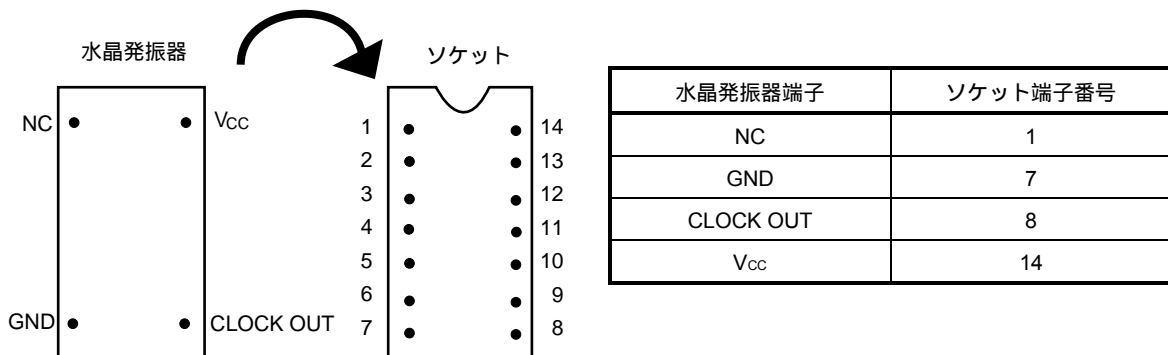 水晶発振器
NC
VCC
GND
CLOCK OUT
ソケット
1 14
2 13
3 12
4 11
5 10
6 9
7 8
水晶発振器端子 ソケット端子番号
NC 1
GND 7
CLOCK OUT 8
VCC 14